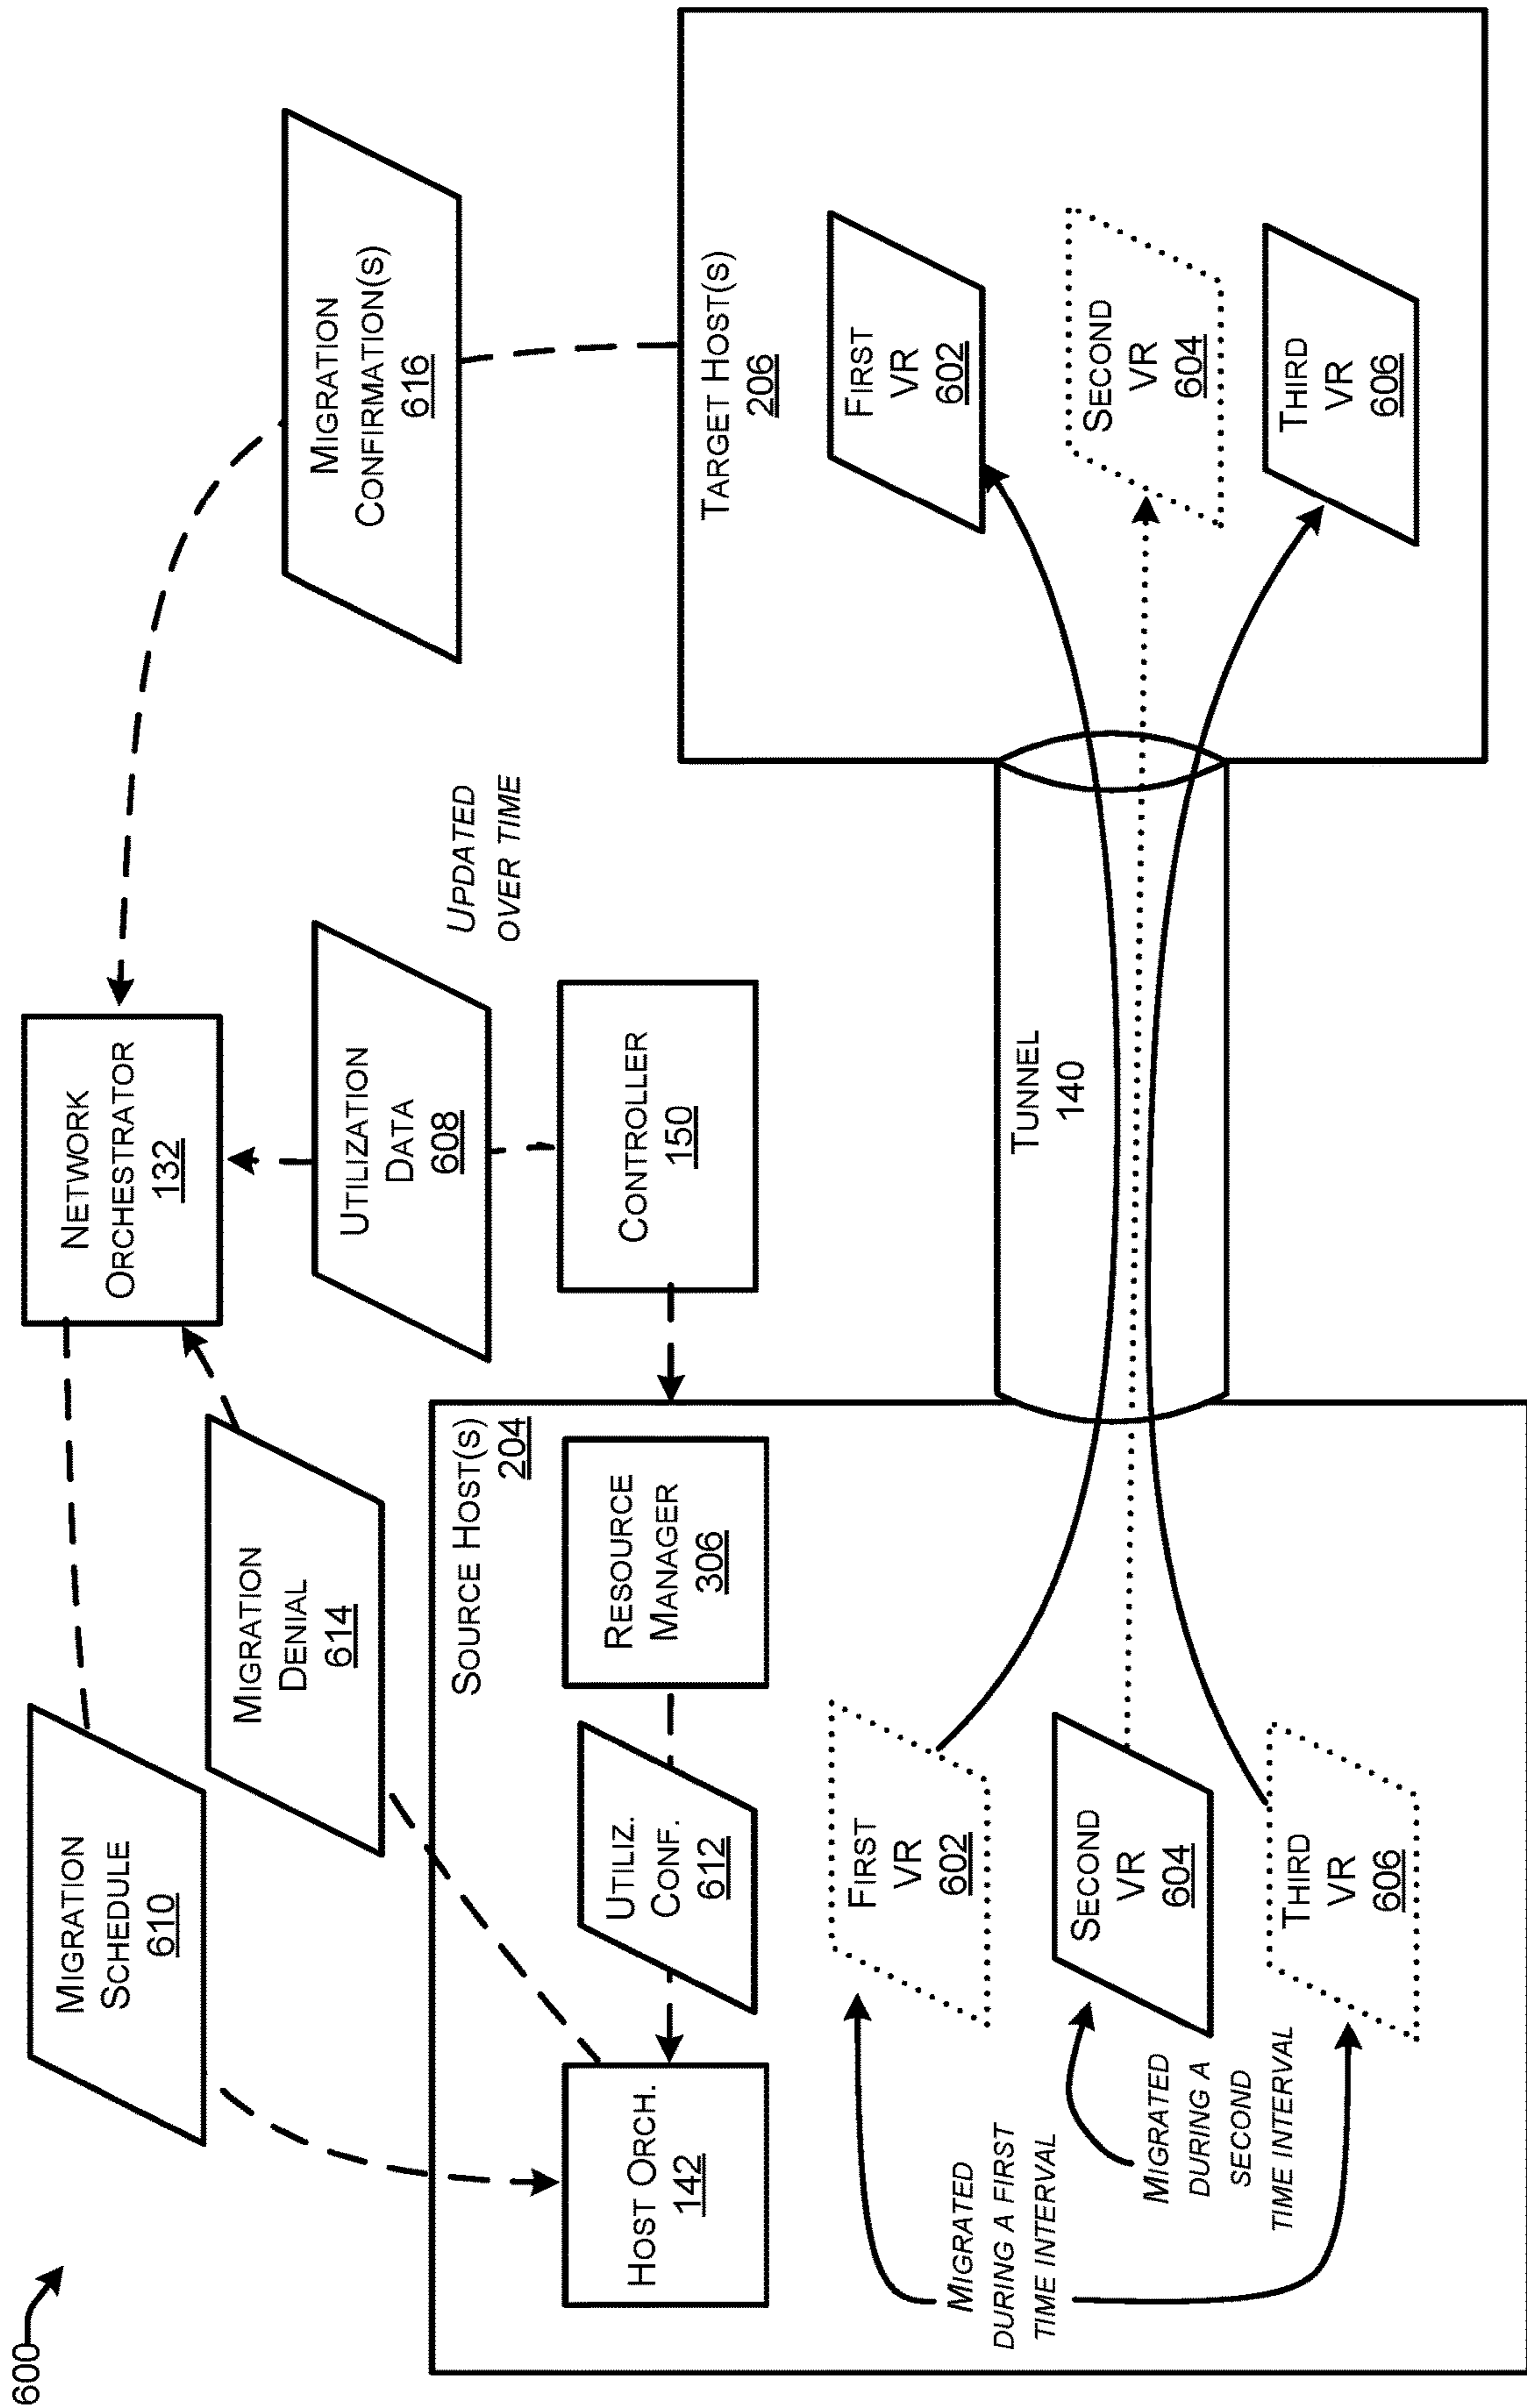 600
MIGRATION
SCHEDULE
610
MIGRATION
DENIAL
614
NETWORK
ORCHESTRATOR
132
UTILIZATION
DATA
608
UPDATED
OVER TIME
CONTROLLER
150
MIGRATION
CONFIRMATION(S)
616
SOURCE HOST(S)
204
HOST ORCH.
142
UTILIZ.
CONF.
612
RESOURCE
MANAGER
306
FIRST
VR
602
SECOND
VR
604
THIRD
VR
606
MIGRATED
DURING A FIRST
TIME INTERVAL
MIGRATED
DURING A
SECOND
TIME INTERVAL
TUNNEL
140
TARGET HOST(S)
206
FIRST
VR
602
SECOND
VR
604
THIRD
VR
606